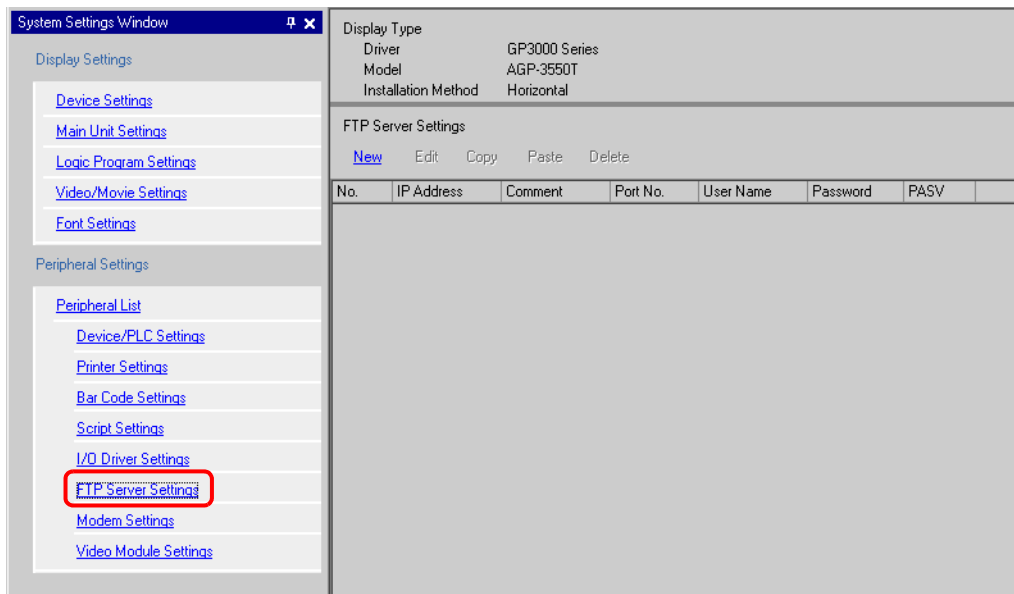 System Settings Window
Display Settings
Device Settings
Main Unit Settings
Logic Program Settings
Video/Movie Settings
Font Settings
Peripheral Settings
Peripheral List
Device/PLC Settings
Printer Settings
Bar Code Settings
Script Settings
I/O Driver Settings
FTP Server Settings
Modem Settings
Video Module Settings
Display Type
Driver GP3000 Series
Model AGP-3550T
Installation Method Horizontal
FTP Server Settings
New Edit Copy Paste Delete
No. IP Address Comment Port No. User Name Password PASV